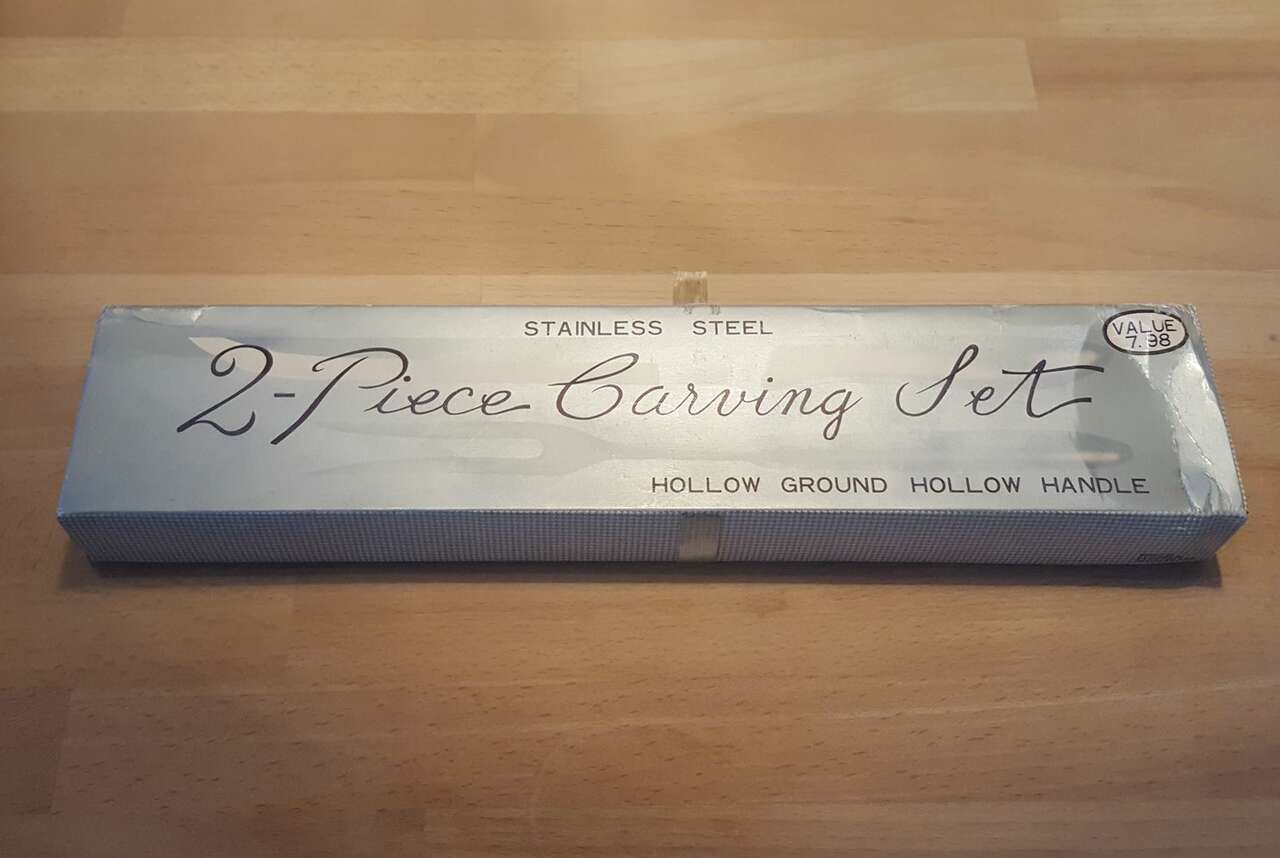 STAINLESS STEEL
VALUE
7.98
2-Piece Carving Set
HOLLOW GROUND HOLLOW HANDLE